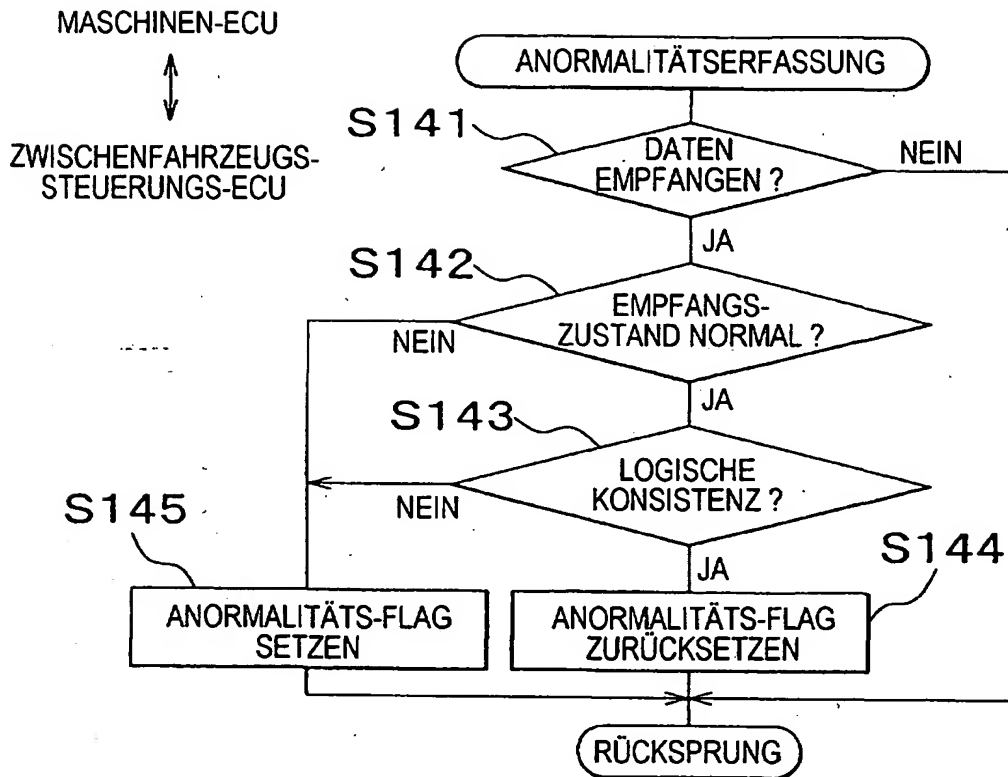 MASCHINEN-ECU
ZWISCHENFAHRZEUGS-
STEUERUNGS-ECU
ANORMALITÄTSERFASSUNG
S141
DATEN
EMPFANGEN ?
NEIN
JA
S142
EMPFANGS-
ZUSTAND NORMAL ?
NEIN
JA
S143
LOGISCHE
KONSISTENZ ?
NEIN
JA
S145
S144
ANORMALITÄTS-FLAG
SETZEN
ANORMALITÄTS-FLAG
ZURÜCKSETZEN
RÜCKSPRUNG